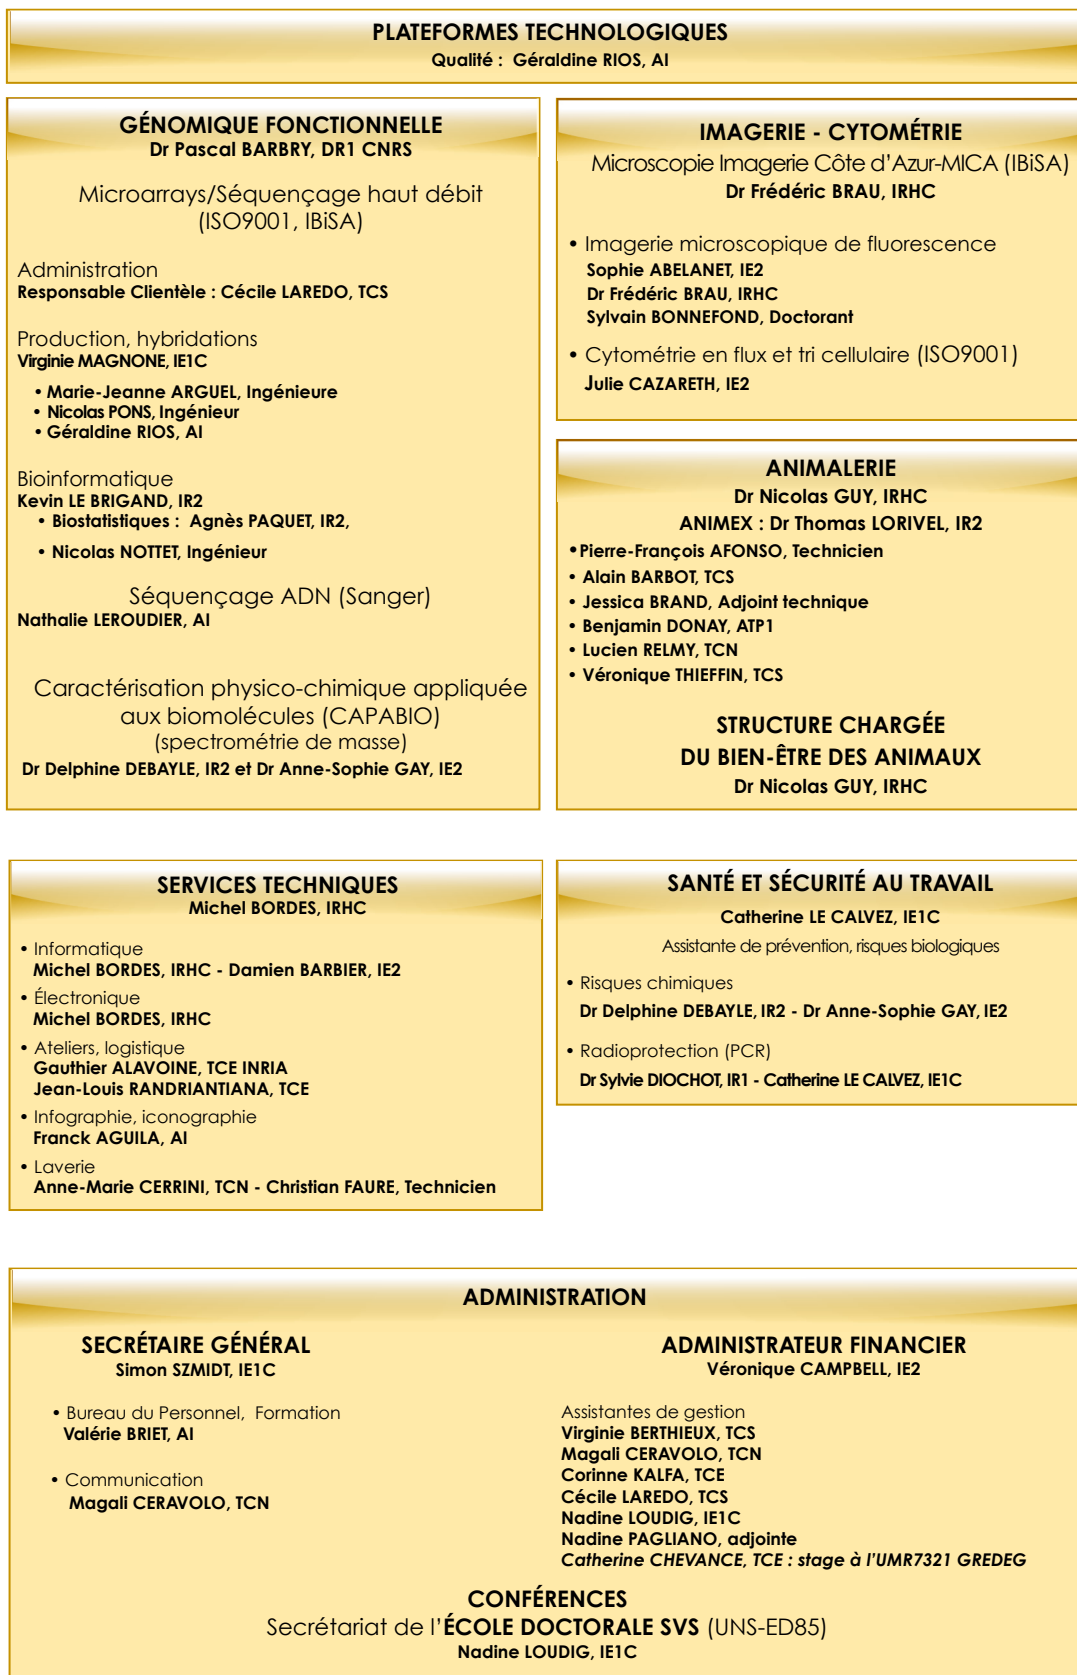 PLATEFORMES TECHNOLOGIQUES
Qualité : Géraldine RIOS, AI
GÉNOMIQUE FONCTIONNELLE
Dr Pascal BARBRY, DR1 CNRS
Microarrays/Séquençage haut débit
(ISO9001, IBiSA)
Administration
Responsable Clientèle : Cécile LAREDO, TCS
Production, hybridations
Virginie MAGNONE, IE1C
• Marie-Jeanne ARGUEL, Ingénieure
• Nicolas PONS, Ingénieur
• Géraldine RIOS, AI
Bioinformatique
Kevin LE BRIGAND, IR2
• Biostatistiques : Agnès PAQUET, IR2,
• Nicolas NOTTET, Ingénieur
Séquençage ADN (Sanger)
Nathalie LEROUDIER, AI
Caractérisation physico-chimique appliquée
aux biomolécules (CAPABIO)
(spectrométrie de masse)
Dr Delphine DEBAYLE, IR2 et Dr Anne-Sophie GAY, IE2
IMAGERIE - CYTOMÉTRIE
Microscopie Imagerie Côte d'Azur-MICA (IBiSA)
Dr Frédéric BRAU, IRHC
• Imagerie microscopique de fluorescence
Sophie ABELANET, IE2
Dr Frédéric BRAU, IRHC
Sylvain BONNEFOND, Doctorant
• Cytométrie en flux et tri cellulaire (ISO9001)
Julie CAZARETH, IE2
ANIMALERIE
Dr Nicolas GUY, IRHC
ANIMEX : Dr Thomas LORIVEL, IR2
• Pierre-François AFONSO, Technicien
• Alain BARBOT, TCS
• Jessica BRAND, Adjoint technique
• Benjamin DONAY, ATP1
• Lucien RELMY, TCN
• Véronique THIEFFIN, TCS
STRUCTURE CHARGÉE
DU BIEN-ÊTRE DES ANIMAUX
Dr Nicolas GUY, IRHC
SERVICES TECHNIQUES
Michel BORDES, IRHC
• Informatique
Michel BORDES, IRHC - Damien BARBIER, IE2
• Électronique
Michel BORDES, IRHC
• Ateliers, logistique
Gauthier ALAVOINE, TCE INRIA
Jean-Louis RANDRIANTIANA, TCE
• Infographie, iconographie
Franck AGUILA, AI
• Laverie
Anne-Marie CERRINI, TCN - Christian FAURE, Technicien
SANTÉ ET SÉCURITÉ AU TRAVAIL
Catherine LE CALVEZ, IE1C
Assistante de prévention, risques biologiques
• Risques chimiques
Dr Delphine DEBAYLE, IR2 - Dr Anne-Sophie GAY, IE2
• Radioprotection (PCR)
Dr Sylvie DIOCHOT, IR1 - Catherine LE CALVEZ, IE1C
ADMINISTRATION
SECRÉTAIRE GÉNÉRAL
Simon SZMIDT, IE1C
• Bureau du Personnel, Formation
Valérie BRIET, AI
• Communication
Magali CERAVOLO, TCN
ADMINISTRATEUR FINANCIER
Véronique CAMPBELL, IE2
Assistantes de gestion
Virginie BERTHIEUX, TCS
Magali CERAVOLO, TCN
Corinne KALFA, TCE
Cécile LAREDO, TCS
Nadine LOUDIG, IE1C
Nadine PAGLIANO, adjointe
Catherine CHEVANCE, TCE : stage à l'UMR7321 GREDEG
CONFÉRENCES
Secrétariat de l'ÉCOLE DOCTORALE SVS (UNS-ED85)
Nadine LOUDIG, IE1C